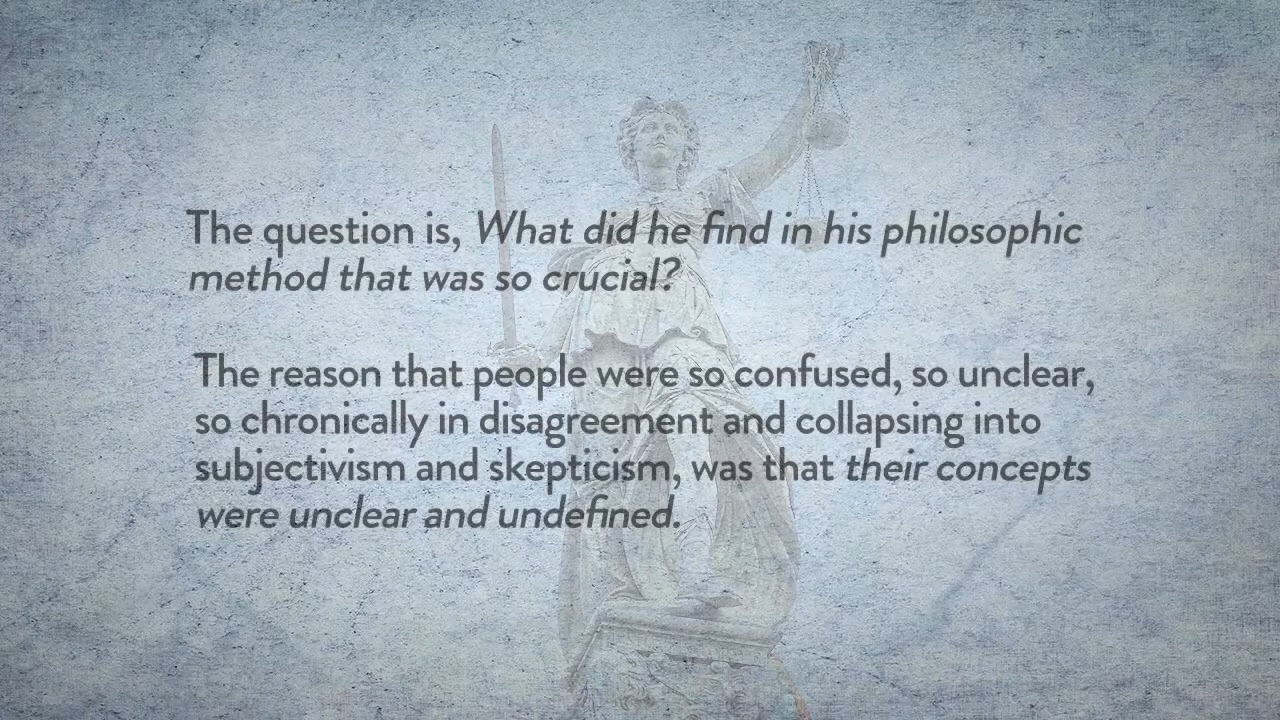 The question is, What did he find in his philosophic
method that was so crucial?
The reason that people were so confused, so unclear,
so chronically in disagreement and collapsing into
subjectivism and skepticism, was that their concepts
were unclear and undefined.